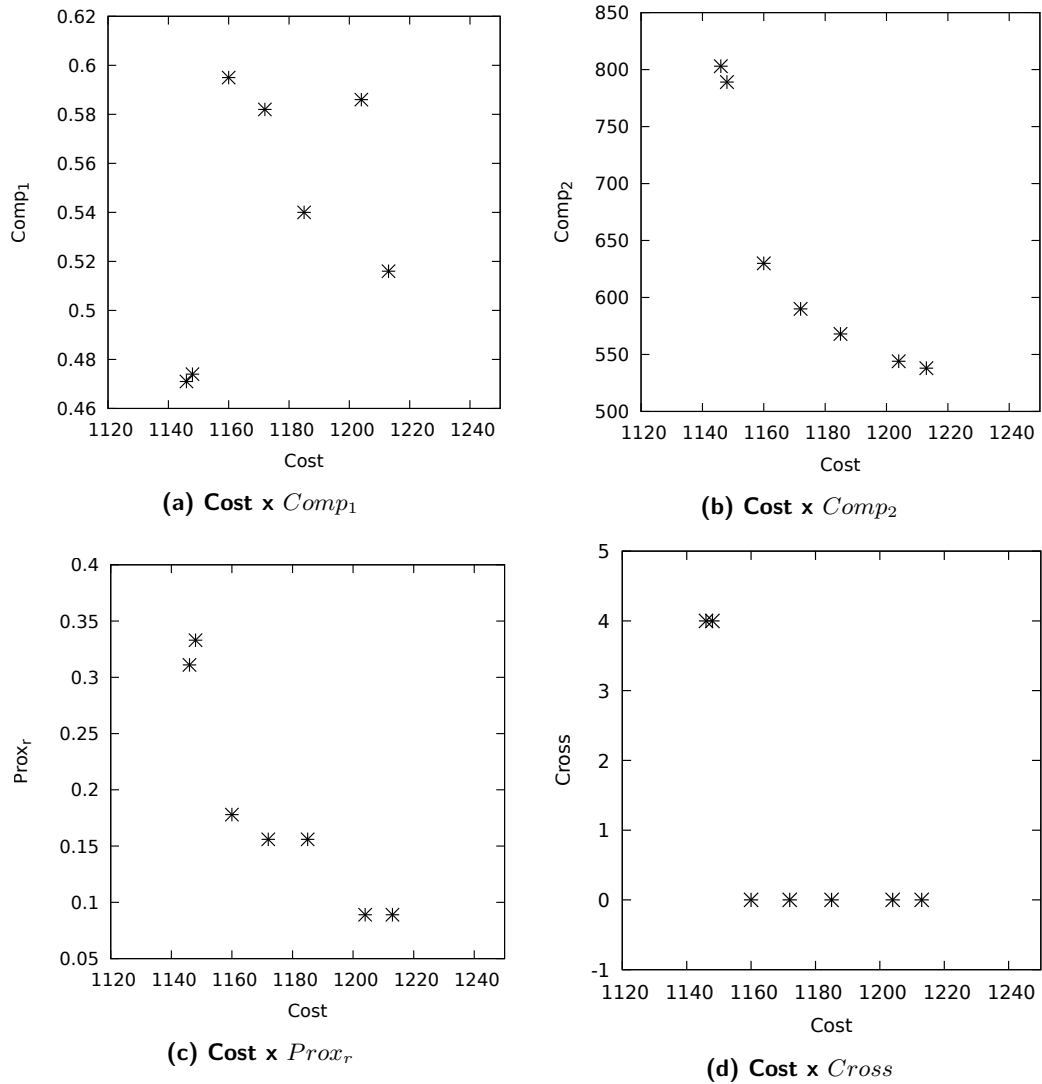 0.62
0.6
0.58
0.56
0.54
0.52
0.5
0.48
0.46
Comp₁
1120 1140 1160 1180 1200 1220 1240
Cost
(a) Cost x Comp₁
850
800
750
700
650
600
550
500
Comp₂
1120 1140 1160 1180 1200 1220 1240
Cost
(b) Cost x Comp₂
0.4
0.35
0.3
0.25
0.2
0.15
0.1
0.05
Proxᵣ
1120 1140 1160 1180 1200 1220 1240
Cost
(c) Cost x Proxᵣ
5
4
3
2
1
0
-1
Cross
1120 1140 1160 1180 1200 1220 1240
Cost
(d) Cost x Cross